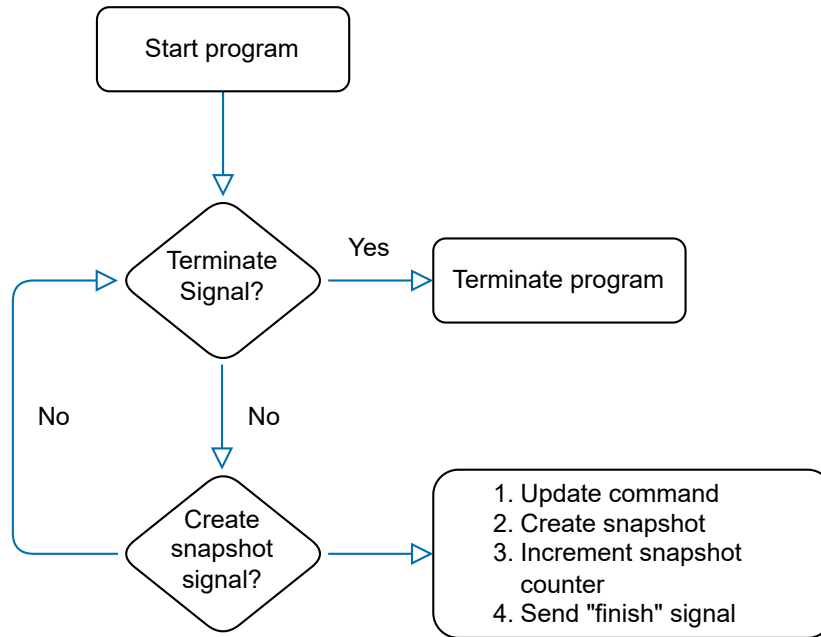 Start program
Terminate
Signal?
Yes
Terminate program
No
No
Create
snapshot
signal?
1. Update command
2. Create snapshot
3. Increment snapshot
counter
4. Send "finish" signal